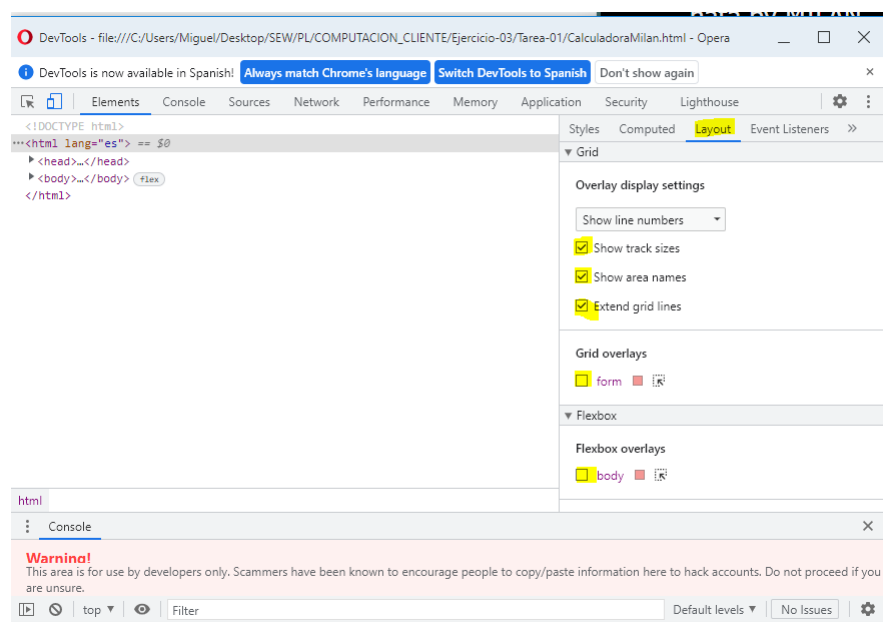 para by MILAN
DevTools - file:///C:/Users/Miguel/Desktop/SEW/PL/COMPUTACION_CLIENTE/Ejercicio-03/Tarea-01/CalculadoraMilan.html - Opera
DevTools is now available in Spanish! Always match Chrome's language Switch DevTools to Spanish Don't show again
Elements Console Sources Network Performance Memory Application Security Lighthouse
Styles Computed Layout Event Listeners »
<!DOCTYPE html>
···<html lang="es"> == $0
<head>…</head>
<body>…</body> flex
</html>
Grid
Overlay display settings
Show line numbers
Show track sizes
Show area names
Extend grid lines
Grid overlays
form
Flexbox
Flexbox overlays
body
html
Console
Warning!
This area is for use by developers only. Scammers have been known to encourage people to copy/paste information here to hack accounts. Do not proceed if you
are unsure.
top Filter Default levels No Issues